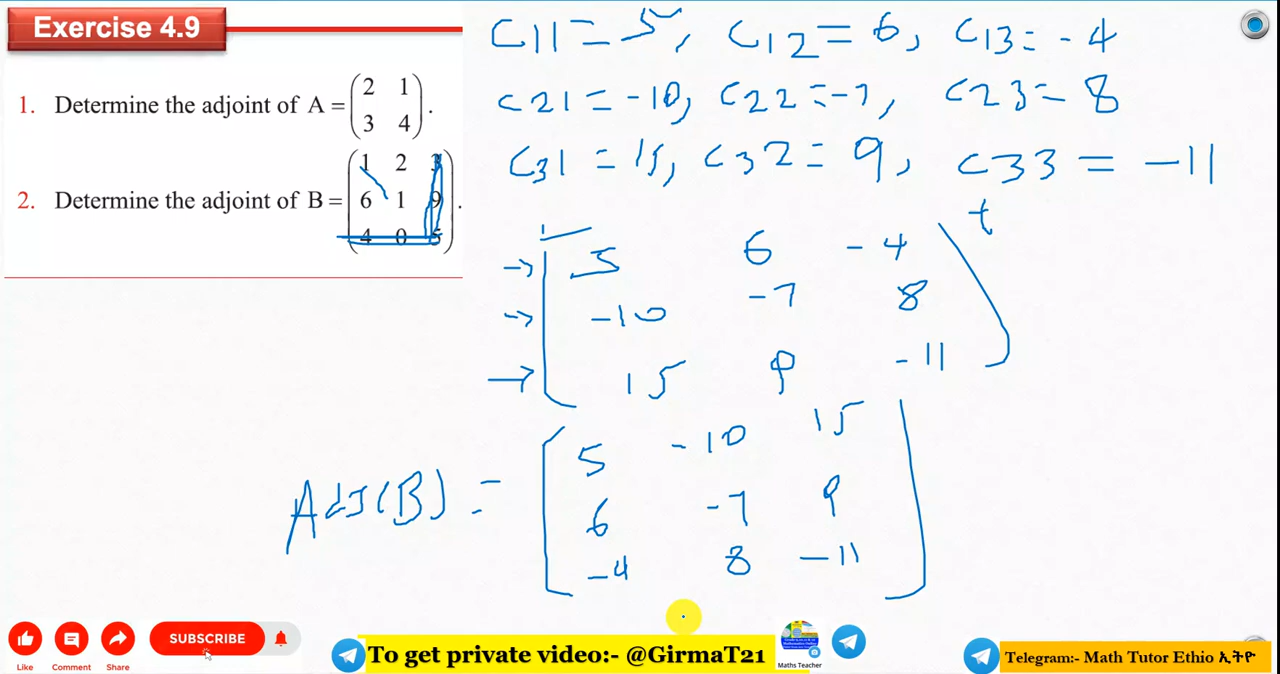 Exercise 4.9
1. Determine the adjoint of A = (2 1
3 4).
2. Determine the adjoint of B = (1 2 3
6 1 9
4 0 5).
C11 = 5, C12 = 6, C13 = -4
C21 = -10, C22 = -7, C23 = 8
C31 = 15, C32 = 9, C33 = -11
t
5 6 -4
-10 -7 8
15 9 -11
Adj(B) =
5 -10 15
6 -7 9
-4 8 -11
Like
Comment
Share
SUBSCRIBE
To get private video:- @GirmaT21
Maths Teacher
Telegram:- Math Tutor Ethio ኢትዮ